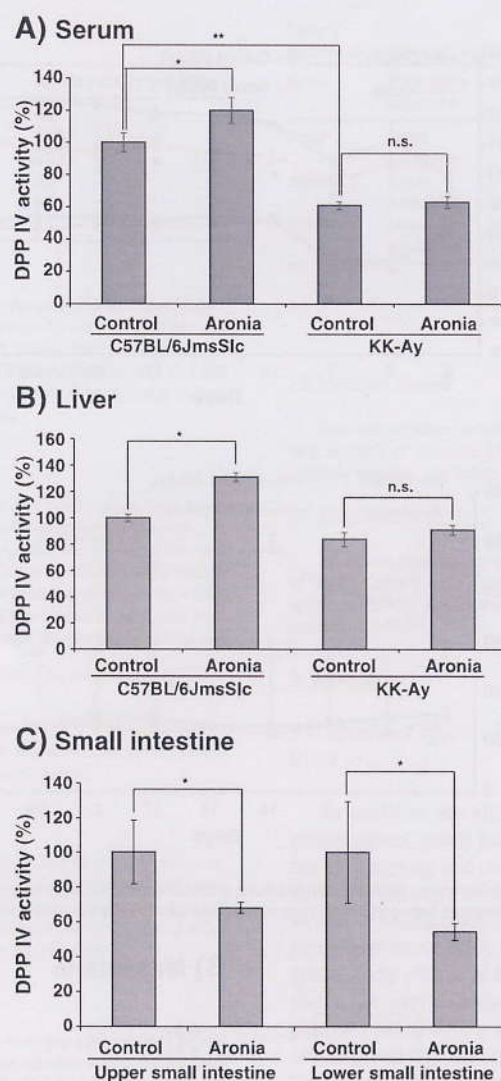 A) Serum
**
*
n.s.
DPP IV activity (%)
140
120
100
80
60
40
20
0
Control Aronia Control Aronia
C57BL/6JmsSlc KK-Ay
B) Liver
*
n.s.
DPP IV activity (%)
160
140
120
100
80
60
40
20
0
Control Aronia Control Aronia
C57BL/6JmsSlc KK-Ay
C) Small intestine
*
*
DPP IV activity (%)
140
120
100
80
60
40
20
0
Control Aronia Control Aronia
Upper small intestine Lower small intestine